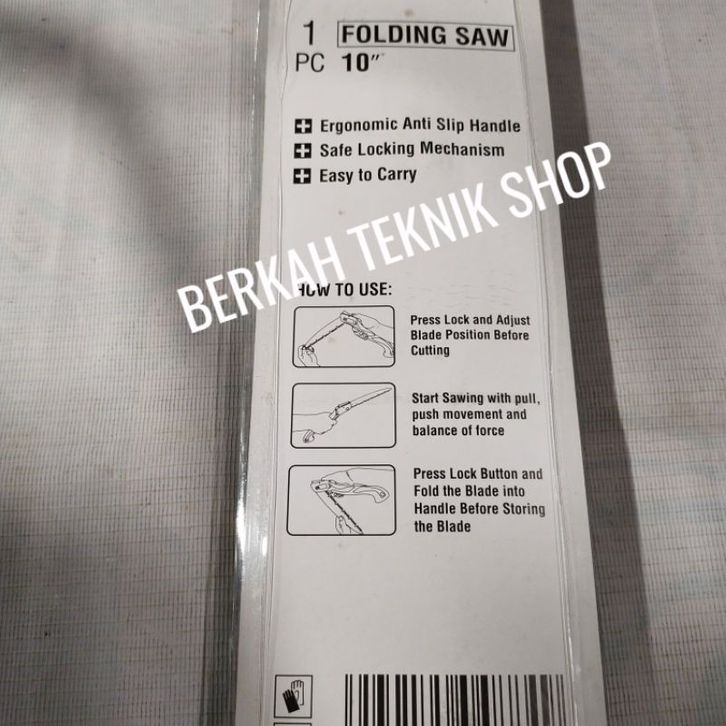 1 FOLDING SAW
PC 10"
Ergonomic Anti Slip Handle
Safe Locking Mechanism
Easy to Carry
BERKAH TEKNIK SHOP
HOW TO USE:
Press Lock and Adjust
Blade Position Before
Cutting
Start Sawing with pull,
push movement and
balance of force
Press Lock Button and
Fold the Blade into
Handle Before Storing
the Blade